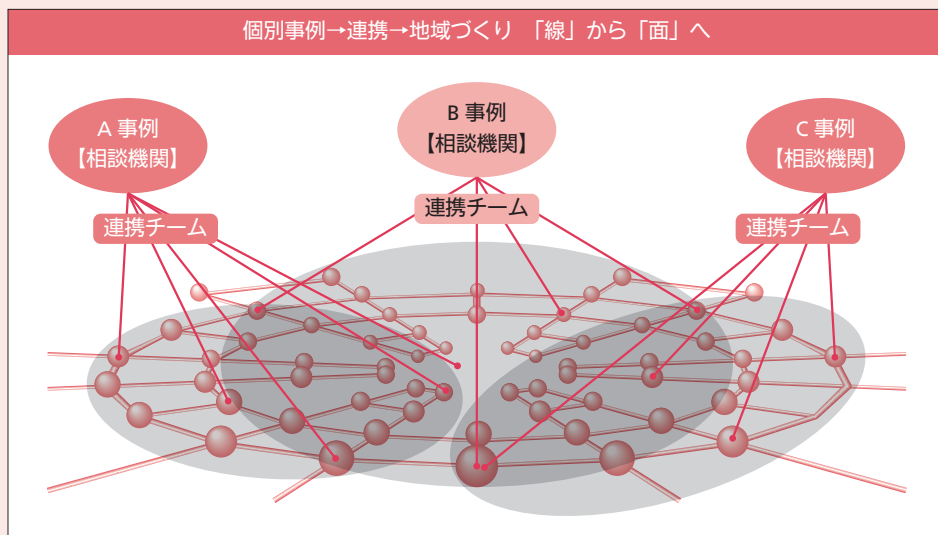 個別事例→連携→地域づくり 「線」から「面」へ
A 事例
【相談機関】
B 事例
【相談機関】
C 事例
【相談機関】
連携チーム
連携チーム
連携チーム